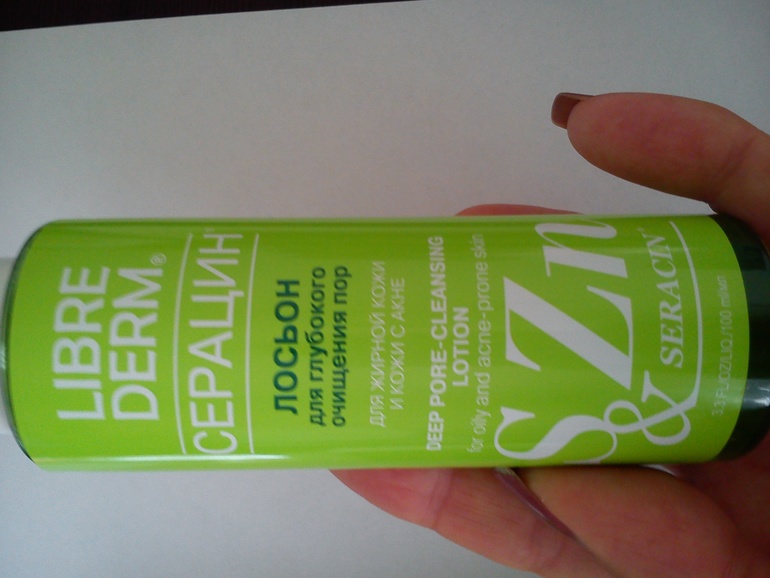 LIBRE
DERM®
СЕРАЦИН
ЛОСЬОН
для глубокого
очищения пор
ДЛЯ ЖИРНОЙ КОЖИ
И КОЖИ С АКНЕ
DEEP PORE-CLEANSING
LOTION
for oily and acne-prone skin
S Zn
& SERACIN